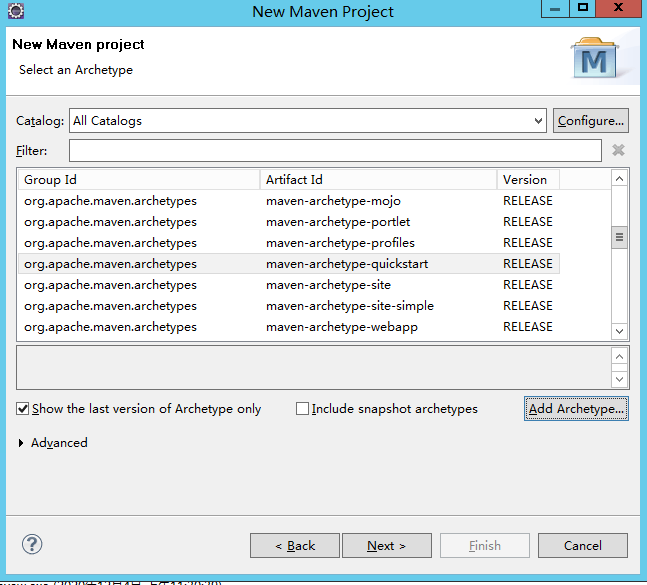 New Maven Project
New Maven project
Select an Archetype
M
Catalog: All Catalogs Configure...
Filter:
Group Id Artifact Id Version
org.apache.maven.archetypes maven-archetype-mojo RELEASE
org.apache.maven.archetypes maven-archetype-portlet RELEASE
org.apache.maven.archetypes maven-archetype-profiles RELEASE
org.apache.maven.archetypes maven-archetype-quickstart RELEASE
org.apache.maven.archetypes maven-archetype-site RELEASE
org.apache.maven.archetypes maven-archetype-site-simple RELEASE
org.apache.maven.archetypes maven-archetype-webapp RELEASE
Show the last version of Archetype only Include snapshot archetypes Add Archetype...
Advanced
? < Back Next > Finish Cancel